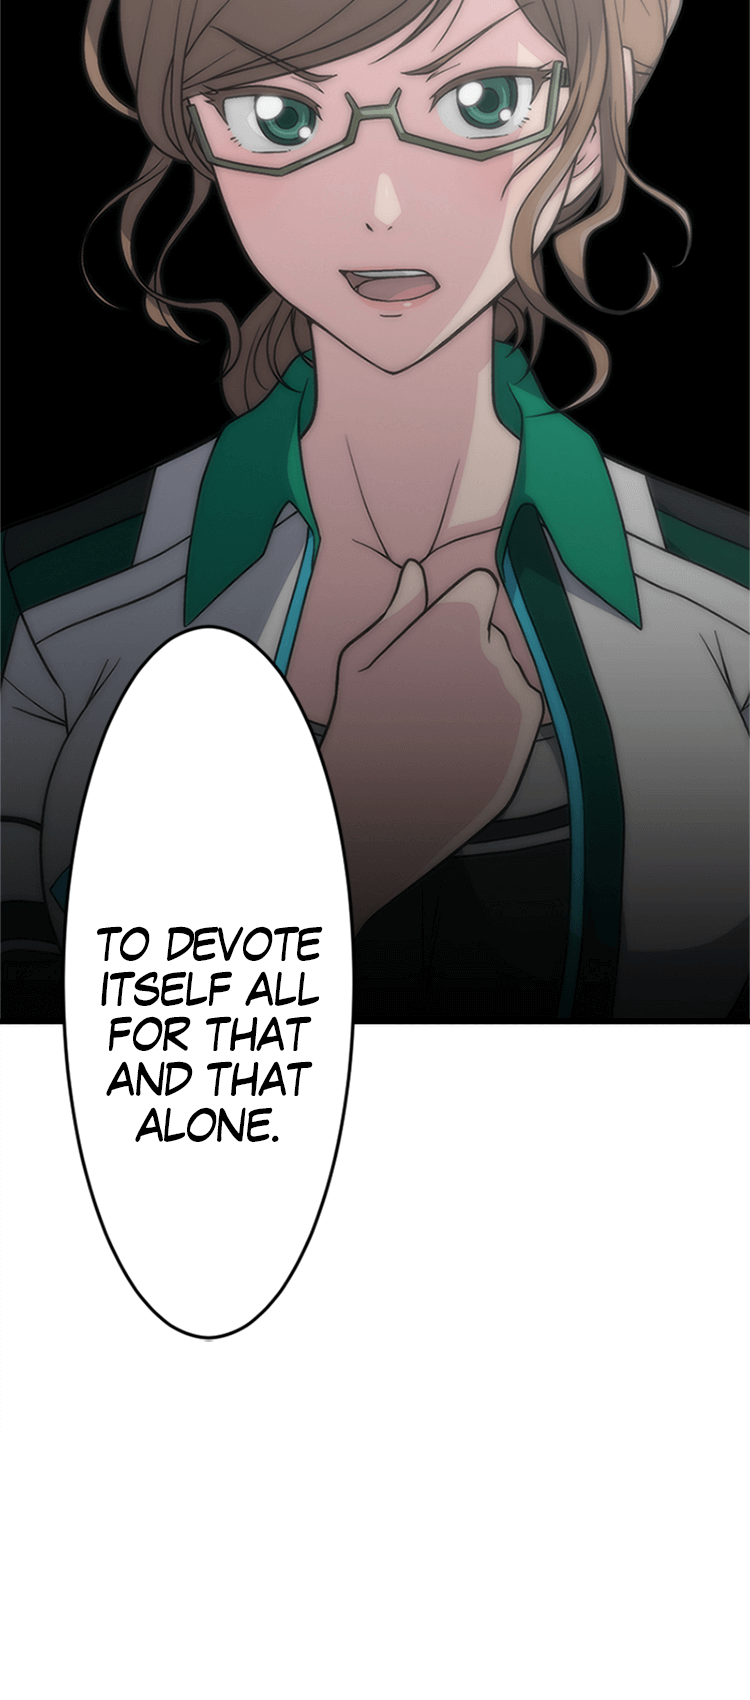 TO DEVOTE
ITSELF ALL
FOR THAT
AND THAT
ALONE.